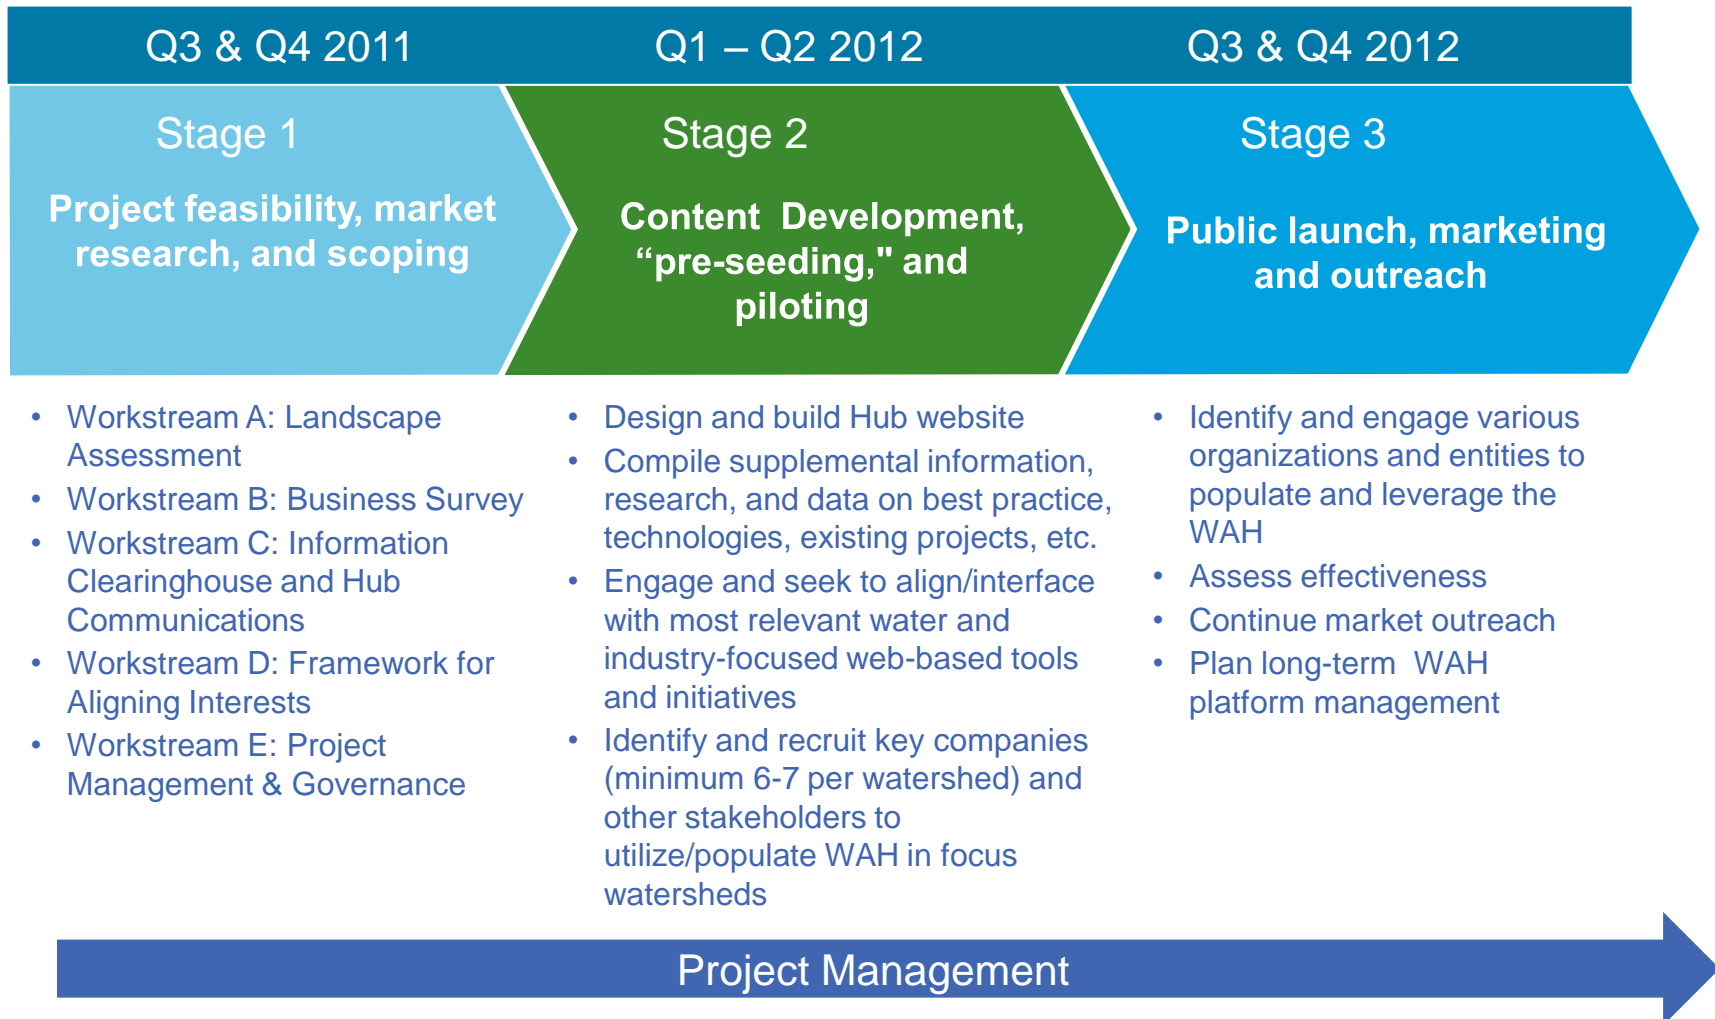 Q3 & Q4 2011
Q1 – Q2 2012
Q3 & Q4 2012
Stage 1
Project feasibility, market
research, and scoping
Stage 2
Content  Development,
“pre-seeding," and
piloting
Stage 3
Public launch, marketing
and outreach
• Workstream A: Landscape
Assessment
• Workstream B: Business Survey
• Workstream C: Information
Clearinghouse and Hub
Communications
• Workstream D: Framework for
Aligning Interests
• Workstream E: Project
Management & Governance
• Design and build Hub website
• Compile supplemental information,
research, and data on best practice,
technologies, existing projects, etc.
• Engage and seek to align/interface
with most relevant water and
industry-focused web-based tools
and initiatives
• Identify and recruit key companies
(minimum 6-7 per watershed) and
other stakeholders to
utilize/populate WAH in focus
watersheds
• Identify and engage various
organizations and entities to
populate and leverage the
WAH
• Assess effectiveness
• Continue market outreach
• Plan long-term  WAH
platform management
Project Management